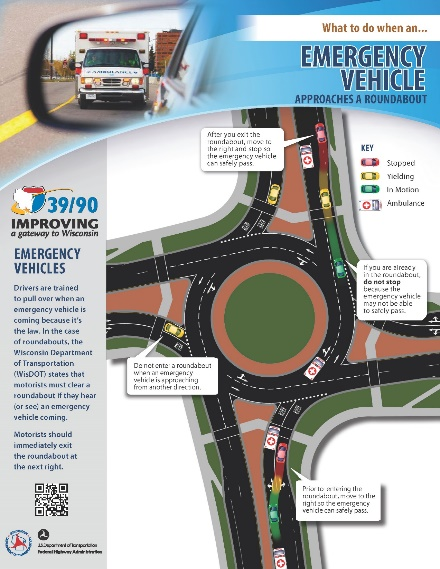 What to do when an...
EMERGENCY
VEHICLE
APPROACHES A ROUNDABOUT
AMBULANCE
After you exit the
roundabout, move to
the right and stop so
the emergency vehicle
can safely pass.
KEY
Stopped
Yielding
In Motion
Ambulance
39/90
IMPROVING
a gateway to Wisconsin
EMERGENCY
VEHICLES
Drivers are trained
to pull over when an
emergency vehicle is
coming because it's
the law. In the case
of roundabouts, the
Wisconsin Department
of Transportation
(WisDOT) states that
motorists must clear a
roundabout if they hear
(or see) an emergency
vehicle coming.
Motorists should
immediately exit
the roundabout at
the next right.
If you are already
in the roundabout,
do not stop
because the
emergency vehicle
may not be able
to safely pass.
Do not enter a roundabout
when an emergency
vehicle is approaching
from another direction.
Prior to entering the
roundabout, move to the
right so the emergency
vehicle can safely pass.
U.S. Department of Transportation
Federal Highway Administration